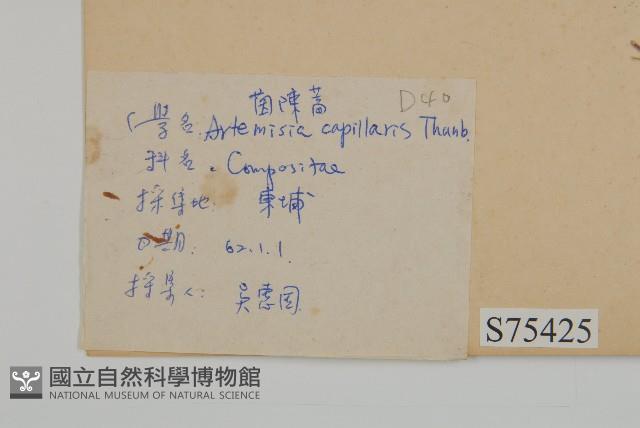 茵陳蒿 D40
學名. Artemisia capillaris Thunb.
科名. Compositae
採集地: 東埔
日期: 62.1.1.
採集人: 吳憲国
S75425
國立自然科學博物館
NATIONAL MUSEUM OF NATURAL SCIENCE